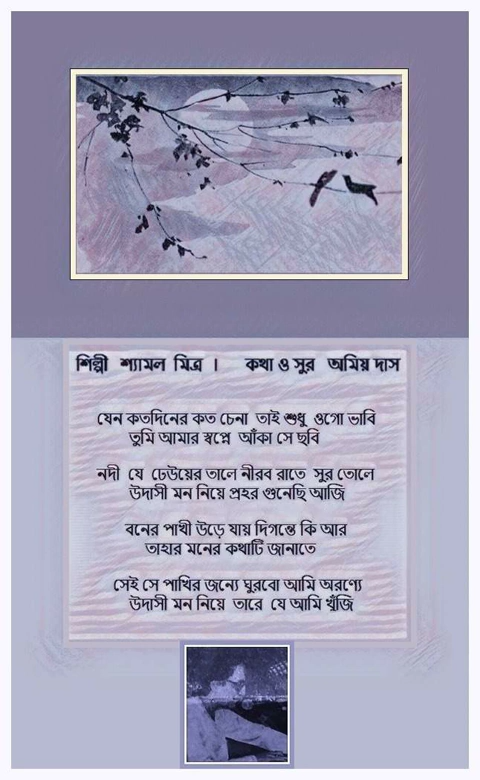 শিল্পী শ্যামল মিত্র । কথা ও সুর অমিয় দাস
যেন কতদিনের কত চেনা তাই শুধু ওগো ভাবি
তুমি আমার স্বপ্নে আঁকা সে ছবি
নদী যে ঢেউয়ের তালে নীরব রাতে সুর তোলে
উদাসী মন নিয়ে প্রহর গুনেছি আজি
বনের পাখী উড়ে যায় দিগন্তে কি আর
তাহার মনের কথাটি জানাতে
সেই সে পাখির জন্যে ঘুরবো আমি অরণ্যে
উদাসী মন নিয়ে তারে যে আমি খুঁজি